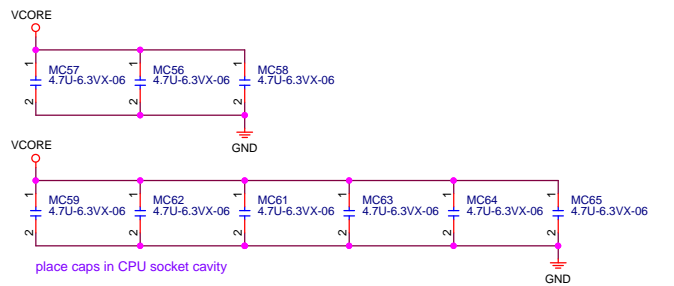 VCORE
1 1 1
MC57 MC56 MC58
4.7U-6.3VX-06 4.7U-6.3VX-06 4.7U-6.3VX-06
2 2 2
GND
VCORE
1 1 1 1 1 1
MC59 MC62 MC61 MC63 MC64 MC65
4.7U-6.3VX-06 4.7U-6.3VX-06 4.7U-6.3VX-06 4.7U-6.3VX-06 4.7U-6.3VX-06 4.7U-6.3VX-06
2 2 2 2 2 2
place caps in CPU socket cavity
GND